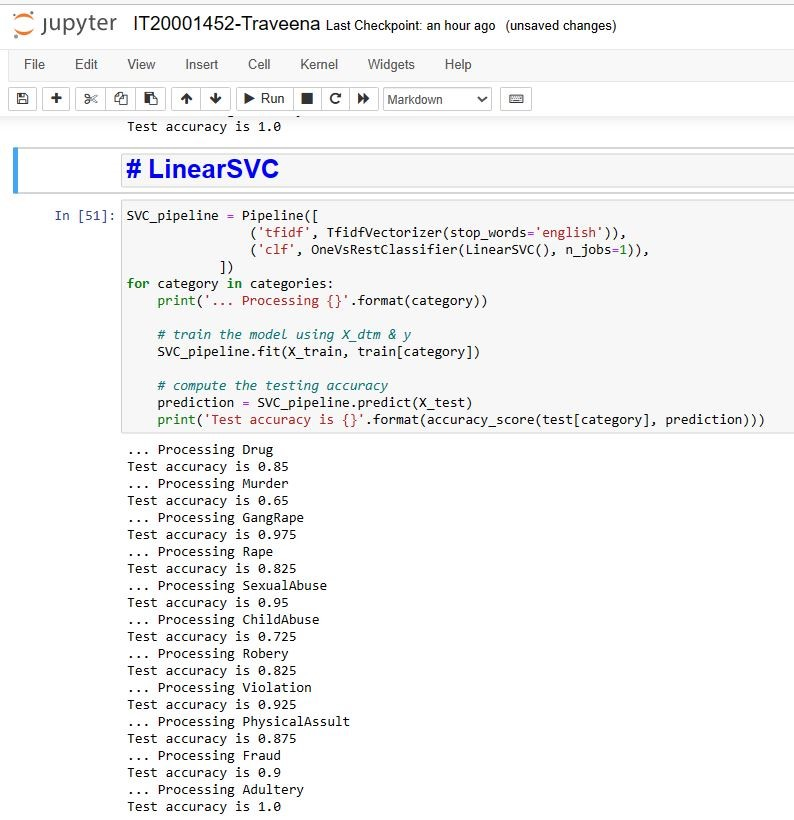 jupyter IT20001452-Traveena Last Checkpoint: an hour ago (unsaved changes)
File Edit View Insert Cell Kernel Widgets Help
Run Markdown
Test accuracy is 1.0
# LinearSVC
In [51]: SVC_pipeline = Pipeline([
('tfidf', TfidfVectorizer(stop_words='english')),
('clf', OneVsRestClassifier(LinearSVC(), n_jobs=1)),
])
for category in categories:
print('... Processing {}'.format(category))
# train the model using X_dtm & y
SVC_pipeline.fit(X_train, train[category])
# compute the testing accuracy
prediction = SVC_pipeline.predict(X_test)
print('Test accuracy is {}'.format(accuracy_score(test[category], prediction)))
... Processing Drug
Test accuracy is 0.85
... Processing Murder
Test accuracy is 0.65
... Processing GangRape
Test accuracy is 0.975
... Processing Rape
Test accuracy is 0.825
... Processing SexualAbuse
Test accuracy is 0.95
... Processing ChildAbuse
Test accuracy is 0.725
... Processing Robery
Test accuracy is 0.825
... Processing Violation
Test accuracy is 0.925
... Processing PhysicalAssult
Test accuracy is 0.875
... Processing Fraud
Test accuracy is 0.9
... Processing Adultery
Test accuracy is 1.0